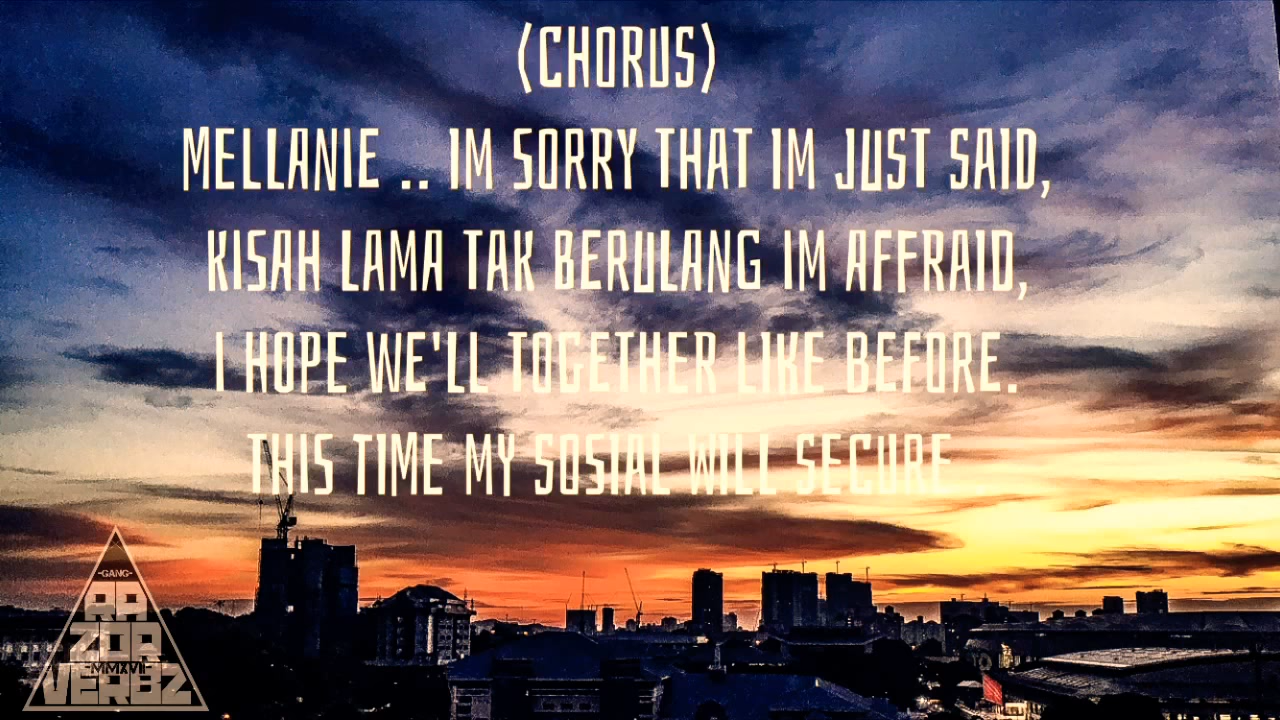 (CHORUS)
MELLANIE .. IM SORRY THAT IM JUST SAID,
KISAH LAMA TAK BERULANG IM AFFRAID,
I HOPE WE'LL TOGETHER LIKE BEFORE.
THIS TIME MY SOSIAL WILL SECURE
-GANG-
RA
ZOR
-MMXVII-
VERBZ